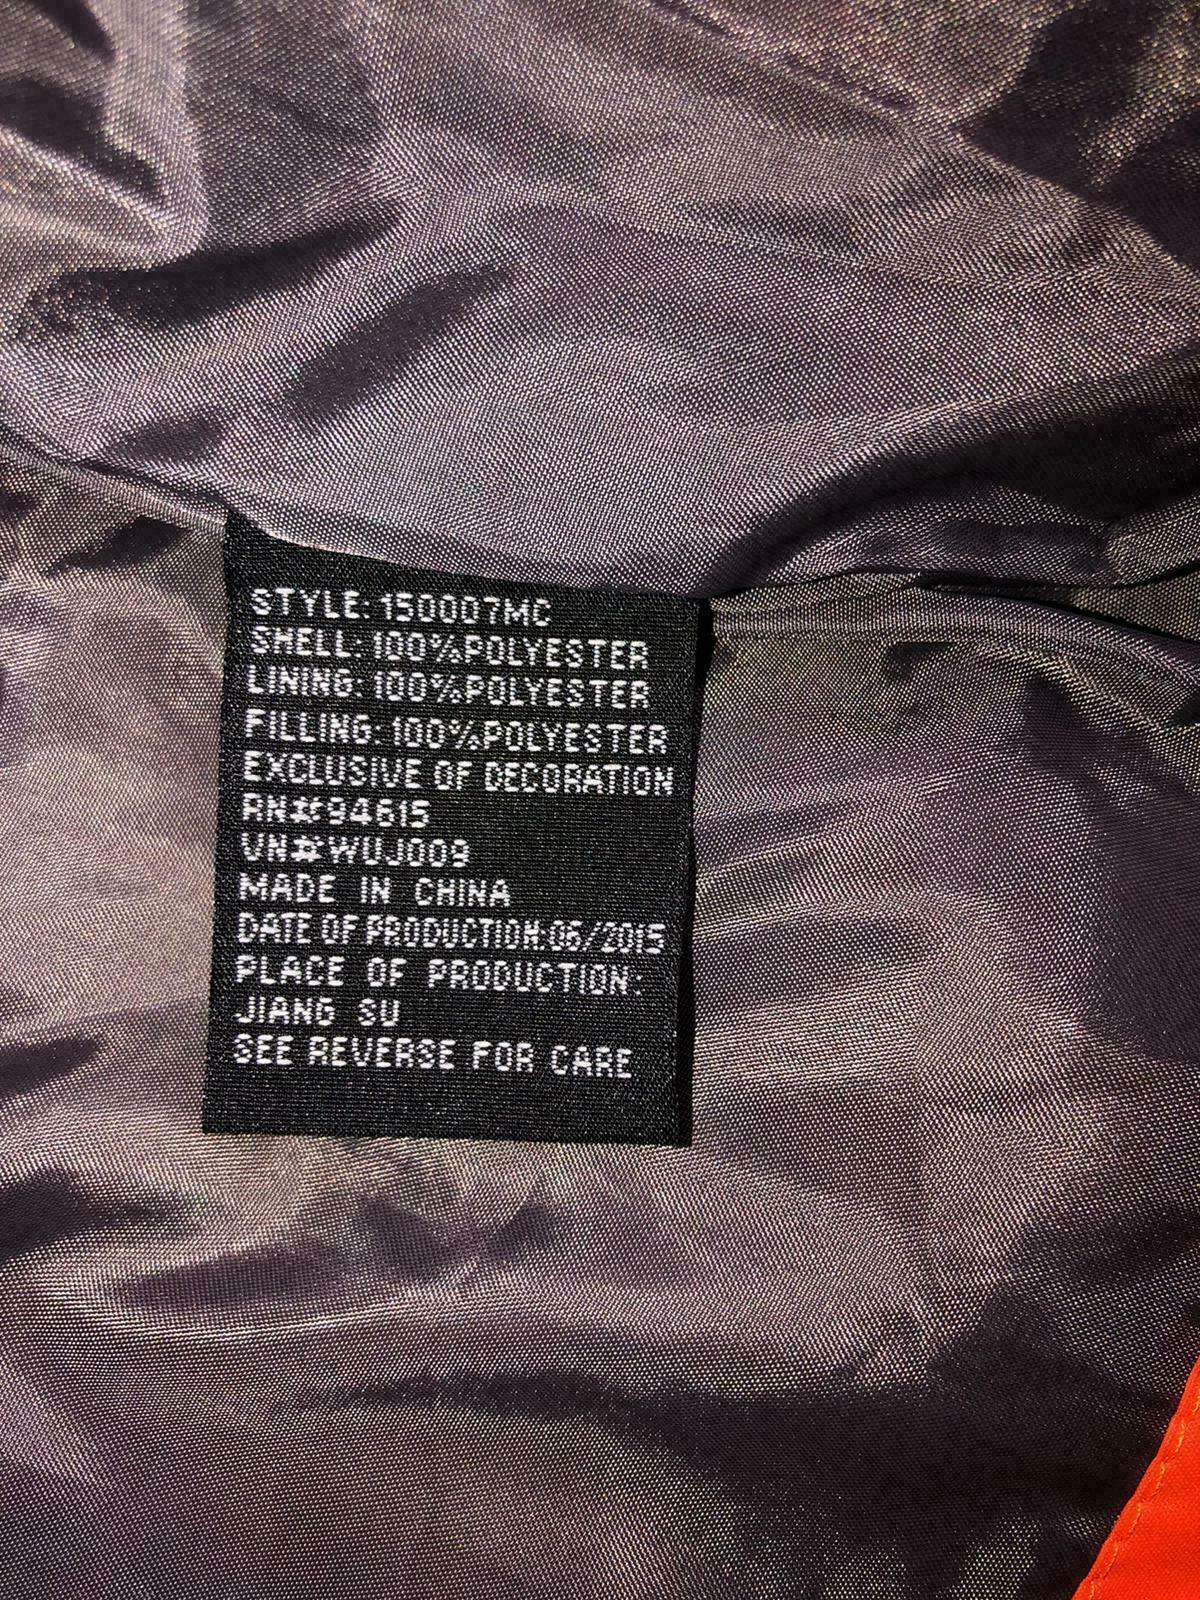 STYLE: 150007MC
SHELL: 100%POLYESTER
LINING: 100%POLYESTER
FILLING: 100%POLYESTER
EXCLUSIVE OF DECORATION
RN#94615
VN#WUJ009
MADE IN CHINA
DATE OF PRODUCTION:06/2015
PLACE OF PRODUCTION:
JIANG SU
SEE REVERSE FOR CARE